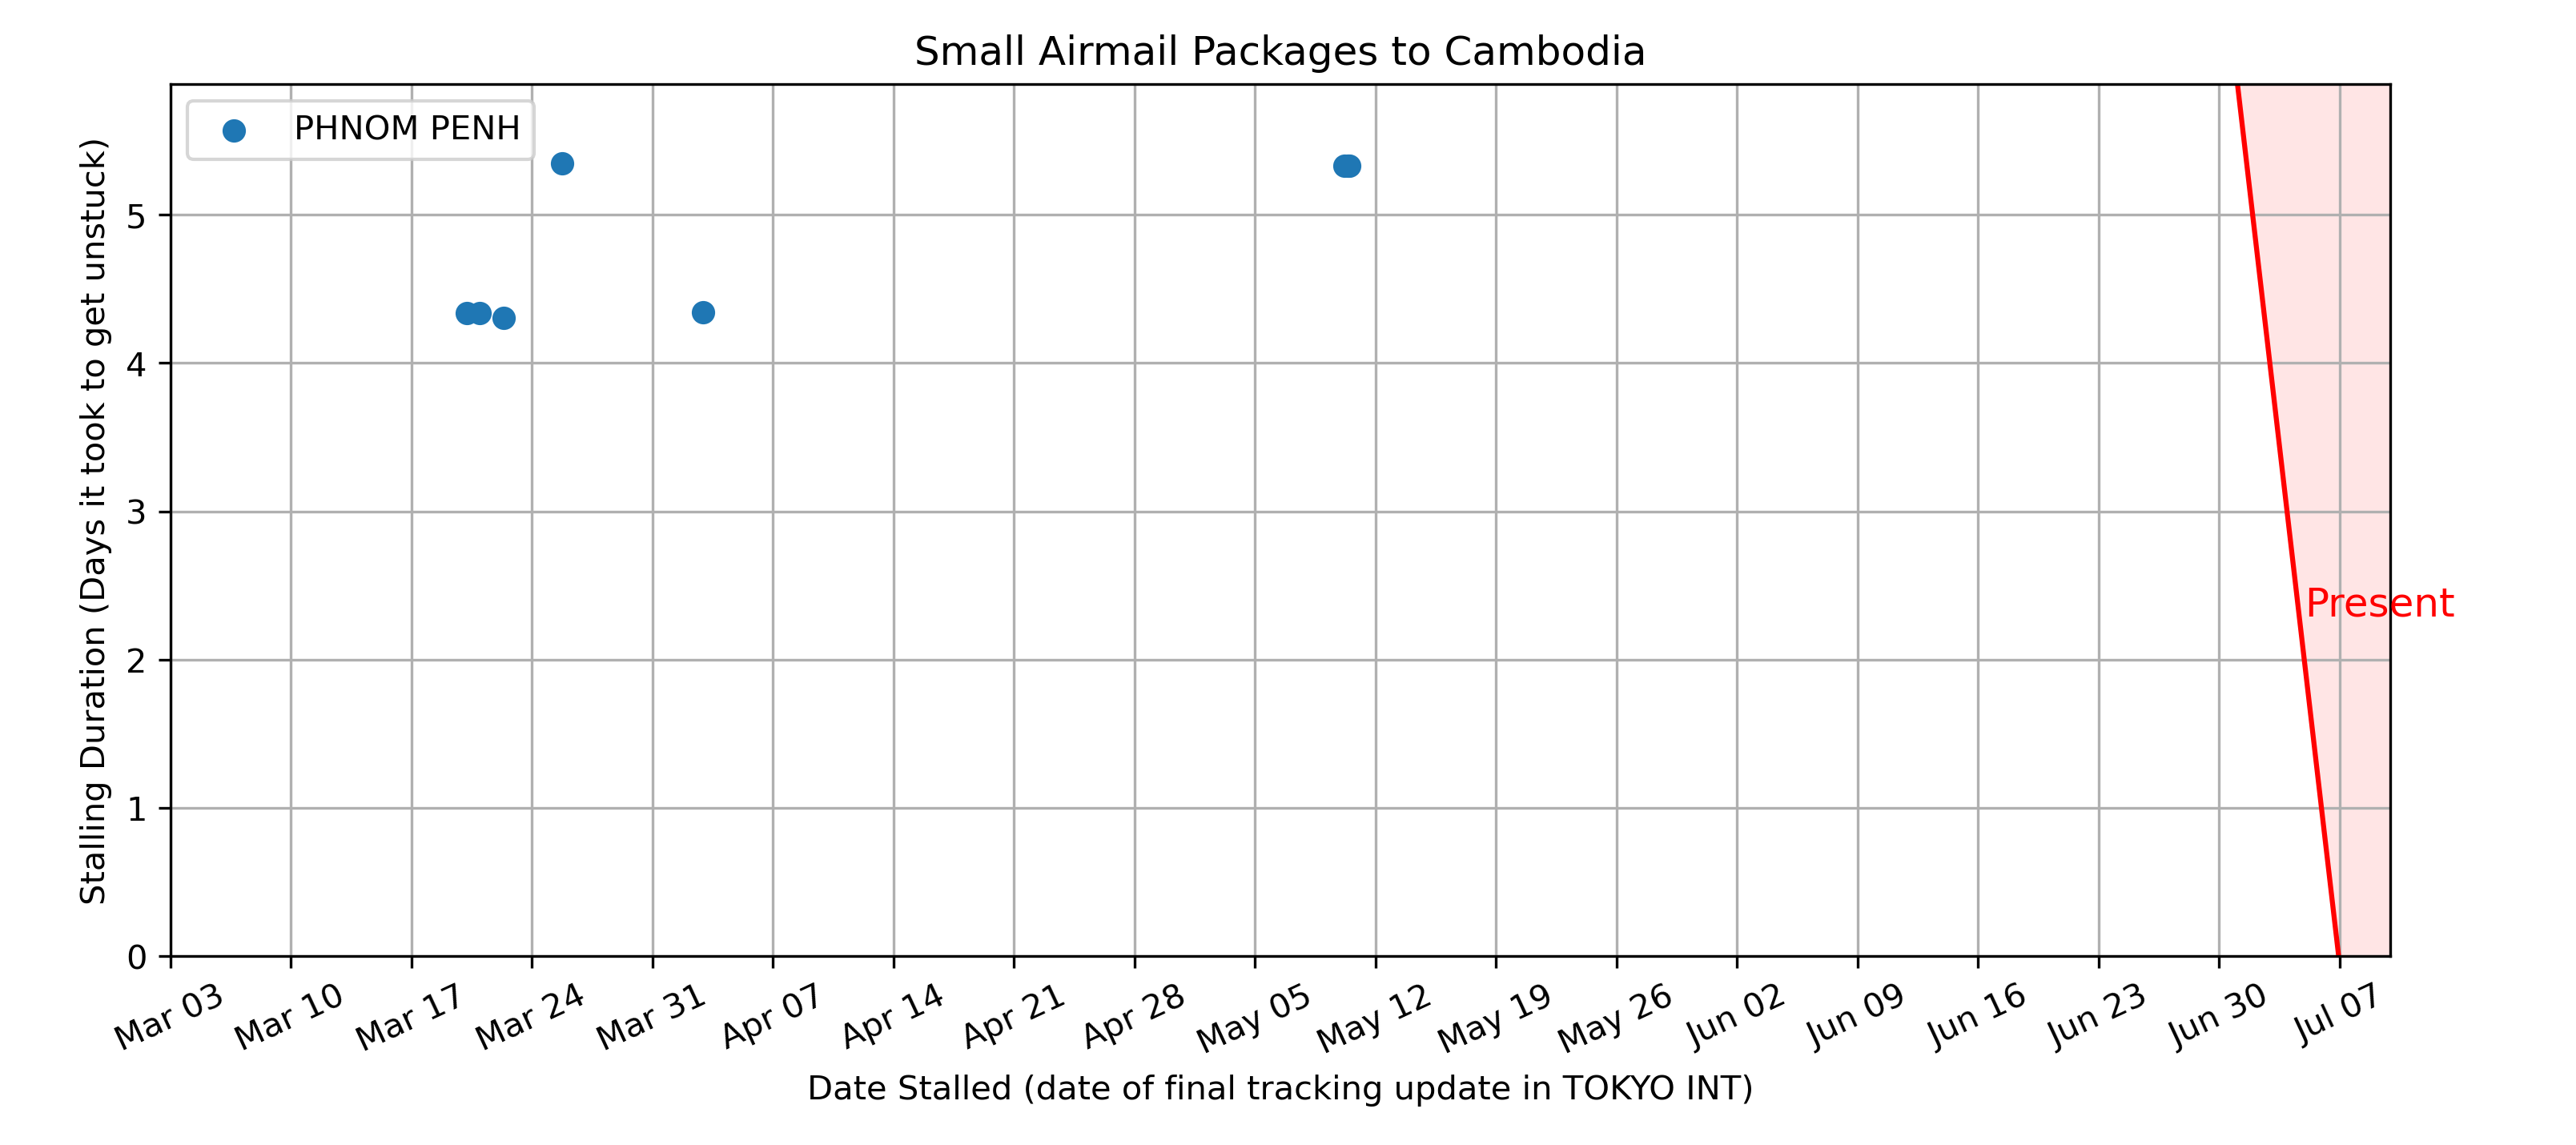 Small Airmail Packages to Cambodia
PHNOM PENH
Stalling Duration (Days it took to get unstuck)
5
4
3
2
1
0
Present
Mar 03
Mar 10
Mar 17
Mar 24
Mar 31
Apr 07
Apr 14
Apr 21
Apr 28
May 05
May 12
May 19
May 26
Jun 02
Jun 09
Jun 16
Jun 23
Jun 30
Jul 07
Date Stalled (date of final tracking update in TOKYO INT)